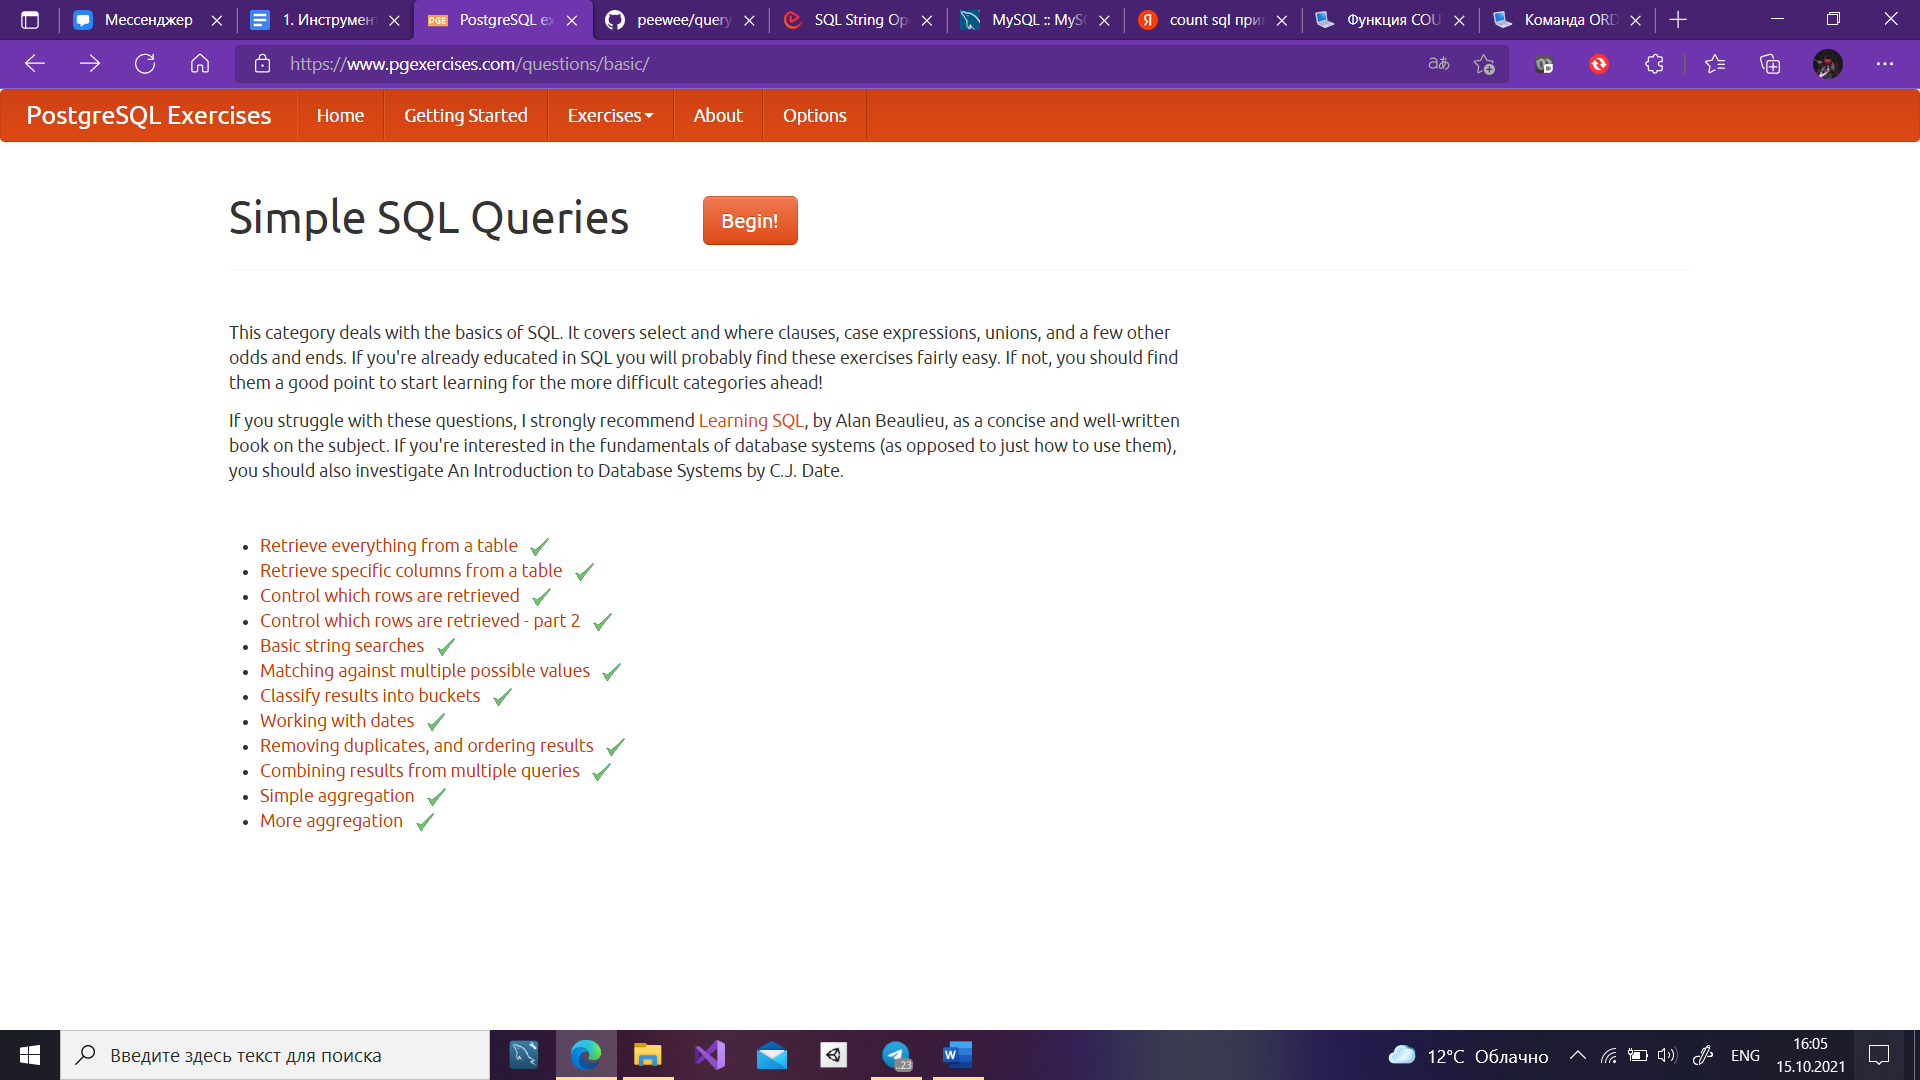 Мессенджер
1. Инструмен
PostgreSQL ex
peewee/query
SQL String Op
MySQL :: MyS
count sql при
Функция COU
Команда ORD
https://www.pgexercises.com/questions/basic/
PostgreSQL Exercises
Home
Getting Started
Exercises
About
Options
Simple SQL Queries
Begin!
This category deals with the basics of SQL. It covers select and where clauses, case expressions, unions, and a few other
odds and ends. If you're already educated in SQL you will probably find these exercises fairly easy. If not, you should find
them a good point to start learning for the more difficult categories ahead!
If you struggle with these questions, I strongly recommend Learning SQL, by Alan Beaulieu, as a concise and well-written
book on the subject. If you're interested in the fundamentals of database systems (as opposed to just how to use them),
you should also investigate An Introduction to Database Systems by C.J. Date.
Retrieve everything from a table
Retrieve specific columns from a table
Control which rows are retrieved
Control which rows are retrieved - part 2
Basic string searches
Matching against multiple possible values
Classify results into buckets
Working with dates
Removing duplicates, and ordering results
Combining results from multiple queries
Simple aggregation
More aggregation
Введите здесь текст для поиска
..23
12°C Облачно
ENG
16:05
15.10.2021